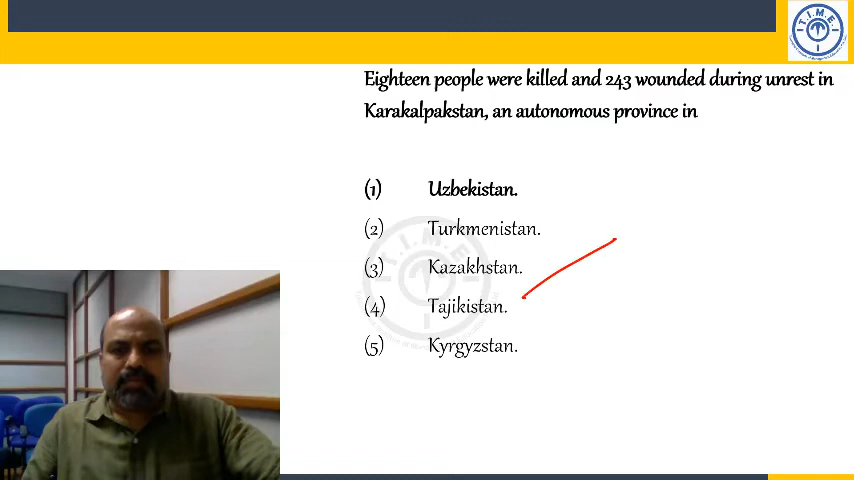 T.I.M.E.
Eighteen people were killed and 243 wounded during unrest in
Karakalpakstan, an autonomous province in
(1) Uzbekistan.
(2) Turkmenistan.
(3) Kazakhstan.
(4) Tajikistan.
(5) Kyrgyzstan.
T.I.M.E.